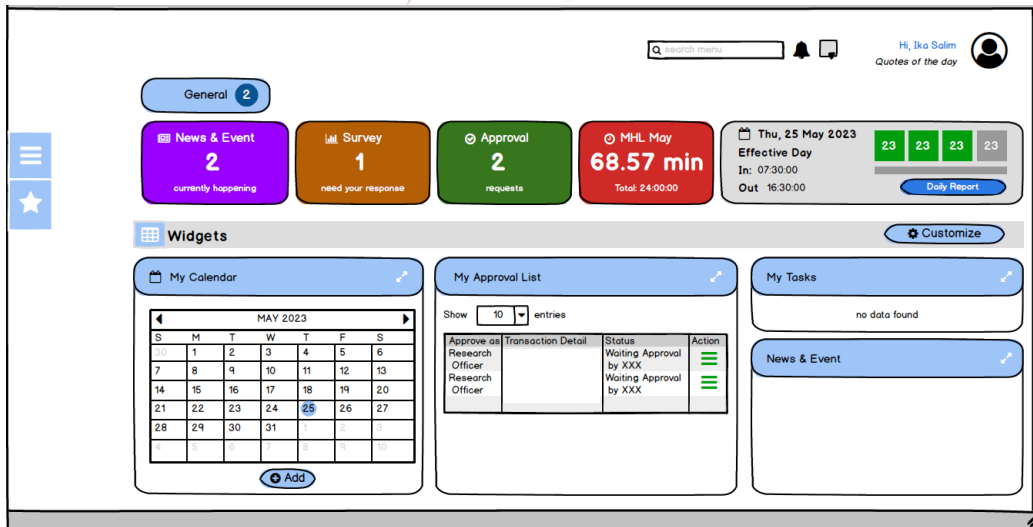 search menu
Hi, Ika Salim
Quotes of the day
General 2
News & Event
2
currently happening
Survey
1
need your response
Approval
2
requests
MHL May
68.57 min
Total: 24:00:00
Thu, 25 May 2023
Effective Day
In: 07:30:00
Out 16:30:00
23 23 23 23
Daily Report
Widgets
Customize
My Calendar
MAY 2023
S M T W T F S
30 1 2 3 4 5 6
7 8 9 10 11 12 13
14 15 16 17 18 19 20
21 22 23 24 25 26 27
28 29 30 31 1 2 3
4 5 6 7 8 9 10
Add
My Approval List
Show 10 entries
Approve as Transaction Detail Status Action
Research Waiting Approval
Officer by XXX
Research Waiting Approval
Officer by XXX
My Tasks
no data found
News & Event